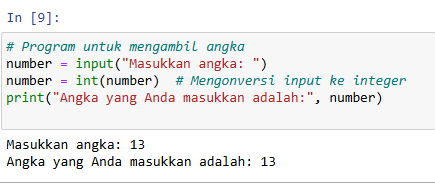 In [9]:
# Program untuk mengambil angka
number = input("Masukkan angka: ")
number = int(number)  # Mengonversi input ke integer
print("Angka yang Anda masukkan adalah:", number)
Masukkan angka: 13
Angka yang Anda masukkan adalah: 13